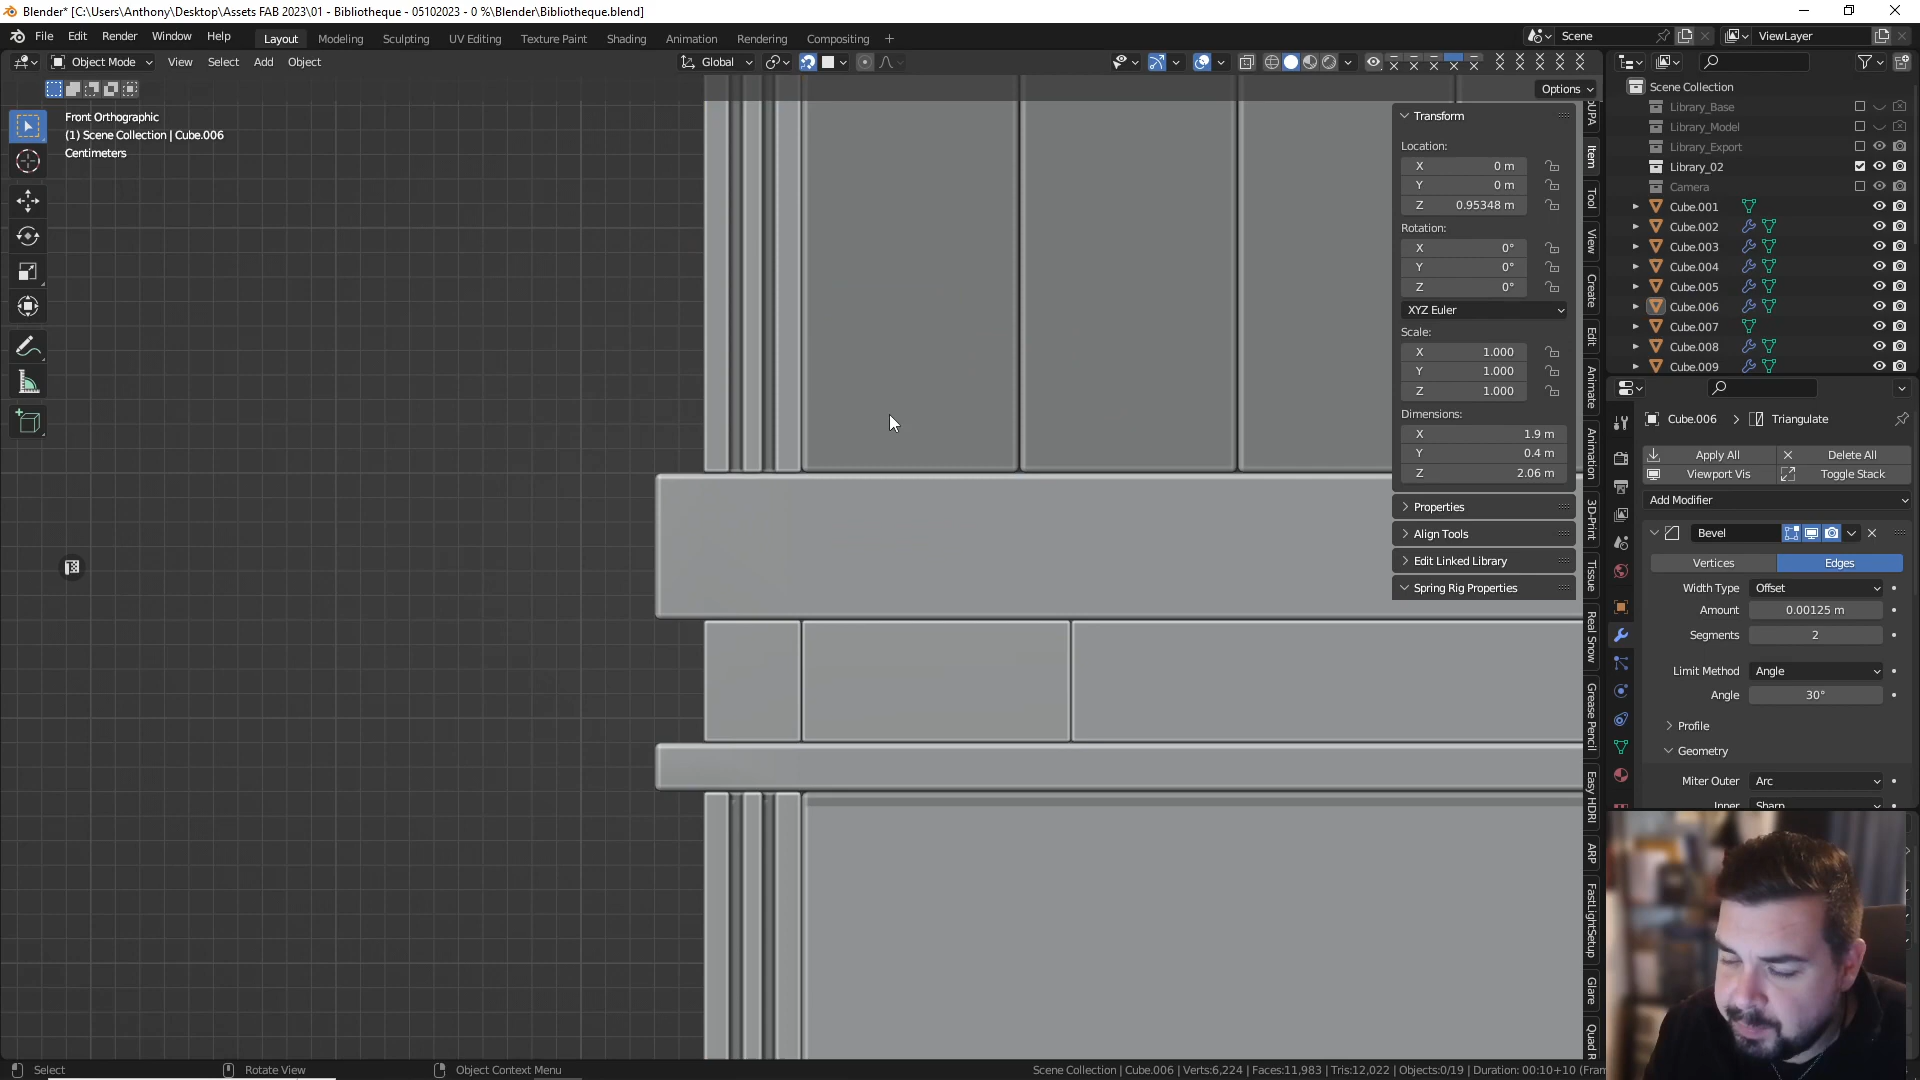 Blender* [C:\Users\Anthony\Desktop\Assets FAB 2023\01 - Bibliotheque - 05102023 - 0 %\Blender\Bibliotheque.blend]
File Edit Render Window Help Layout Modeling Sculpting UV Editing Texture Paint Shading Animation Rendering Compositing Scene ViewLayer
Object Mode View Select Add Object Global
Options
Front Orthographic
(1) Scene Collection | Cube.006
Centimeters
Transform
Location:
X 0 m
Y 0 m
Z 0.95348 m
Rotation:
X 0°
Y 0°
Z 0°
XYZ Euler
Scale:
X 1.000
Y 1.000
Z 1.000
Dimensions:
X 1.9 m
Y 0.4 m
Z 2.06 m
Properties
Align Tools
Edit Linked Library
Spring Rig Properties
Item
Tool
View
Create
Edit
Animate
Animation
3D-Print
Tissue
Real Snow
Grease Pencil
Easy HDRI
ARP
FastLightSetup
Glare
Quad R
Scene Collection
Library_Base
Library_Model
Library_Export
Library_02
Camera
Cube.001
Cube.002
Cube.003
Cube.004
Cube.005
Cube.006
Cube.007
Cube.008
Cube.009
Cube.006 Triangulate
Apply All Delete All
Viewport Vis Toggle Stack
Add Modifier
Bevel
Vertices Edges
Width Type Offset
Amount 0.00125 m
Segments 2
Limit Method Angle
Angle 30°
Profile
Geometry
Miter Outer Arc
Inner Sharp
Select Rotate View Object Context Menu Scene Collection | Cube.006 | Verts:6,224 | Faces:11,983 | Tris:12,022 | Objects:0/19 | Duration: 00:10+10 (Fram